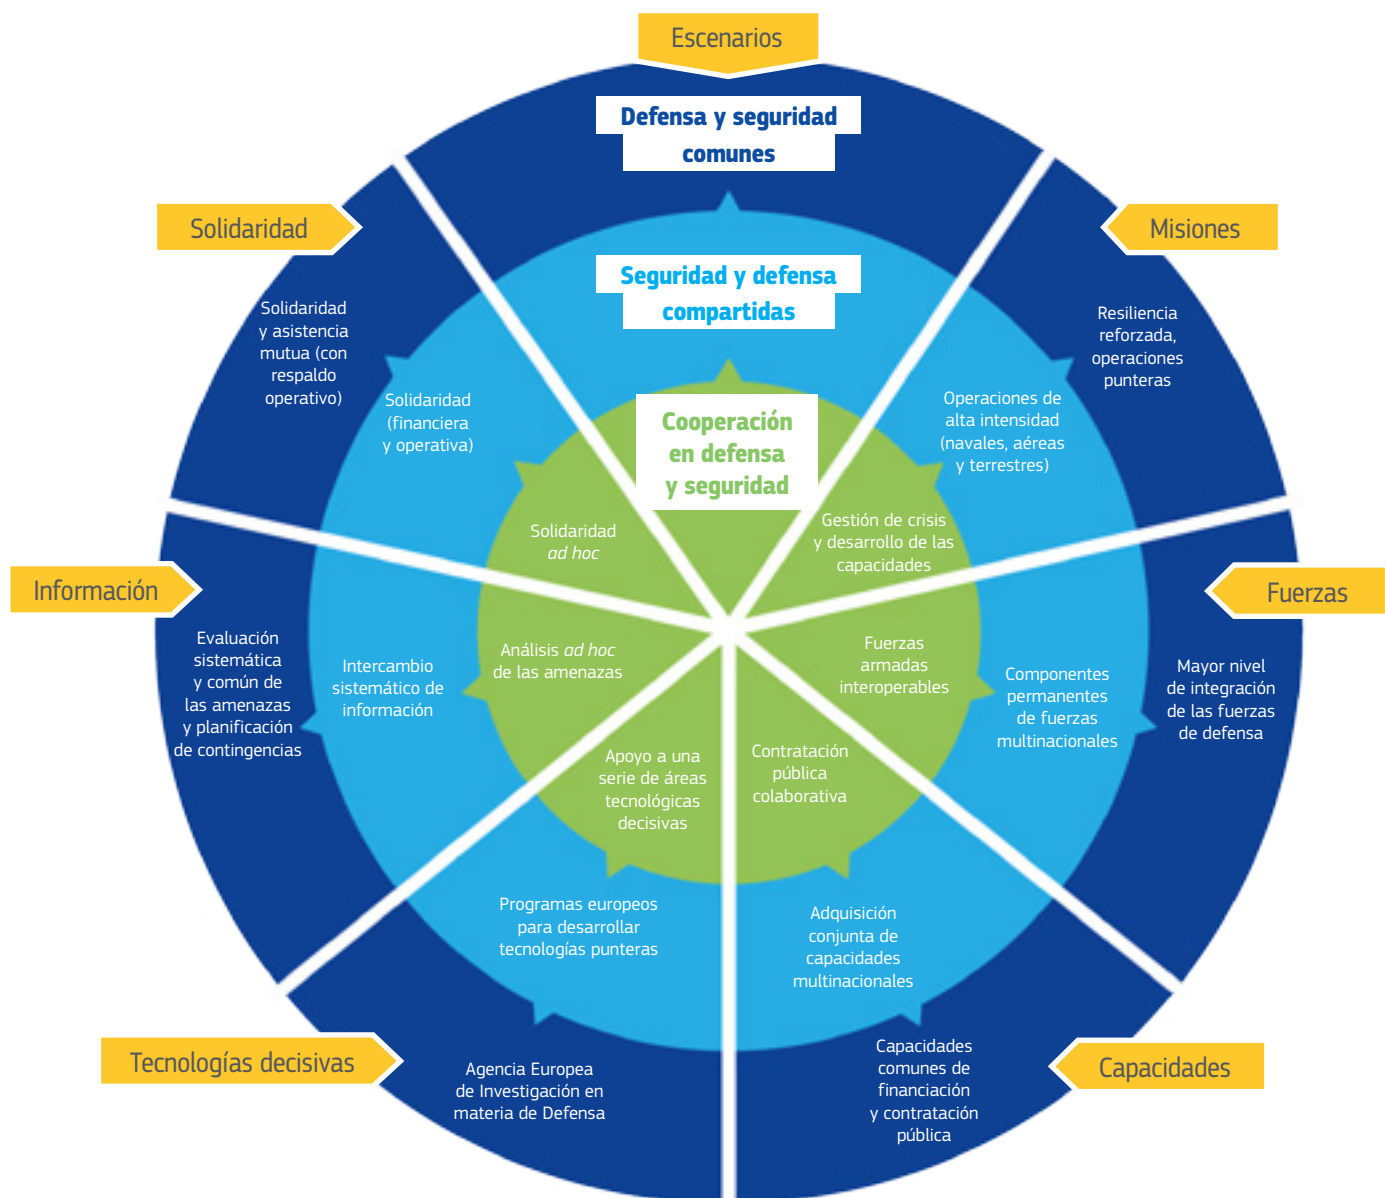 Escenarios
Defensa y seguridad
comunes
Seguridad y defensa
compartidas
Cooperación
en defensa
y seguridad
Misiones
Resiliencia
reforzada,
operaciones
punteras
Operaciones de
alta intensidad
(navales, aéreas
y terrestres)
Gestión de crisis
y desarrollo de las
capacidades
Fuerzas
Mayor nivel
de integración
de las fuerzas
de defensa
Componentes
permanentes
de fuerzas
multinacionales
Fuerzas
armadas
interoperables
Capacidades
Capacidades
comunes de
financiación
y contratación
pública
Adquisición
conjunta de
capacidades
multinacionales
Contratación
pública
colaborativa
Tecnologías decisivas
Agencia Europea
de Investigación en
materia de Defensa
Programas europeos
para desarrollar
tecnologías punteras
Apoyo a una
serie de áreas
tecnológicas
decisivas
Información
Evaluación
sistemática
y común de
las amenazas
y planificación
de contingencias
Intercambio
sistemático de
información
Análisis ad hoc
de las amenazas
Solidaridad
Solidaridad
y asistencia
mutua (con
respaldo
operativo)
Solidaridad
(financiera
y operativa)
Solidaridad
ad hoc